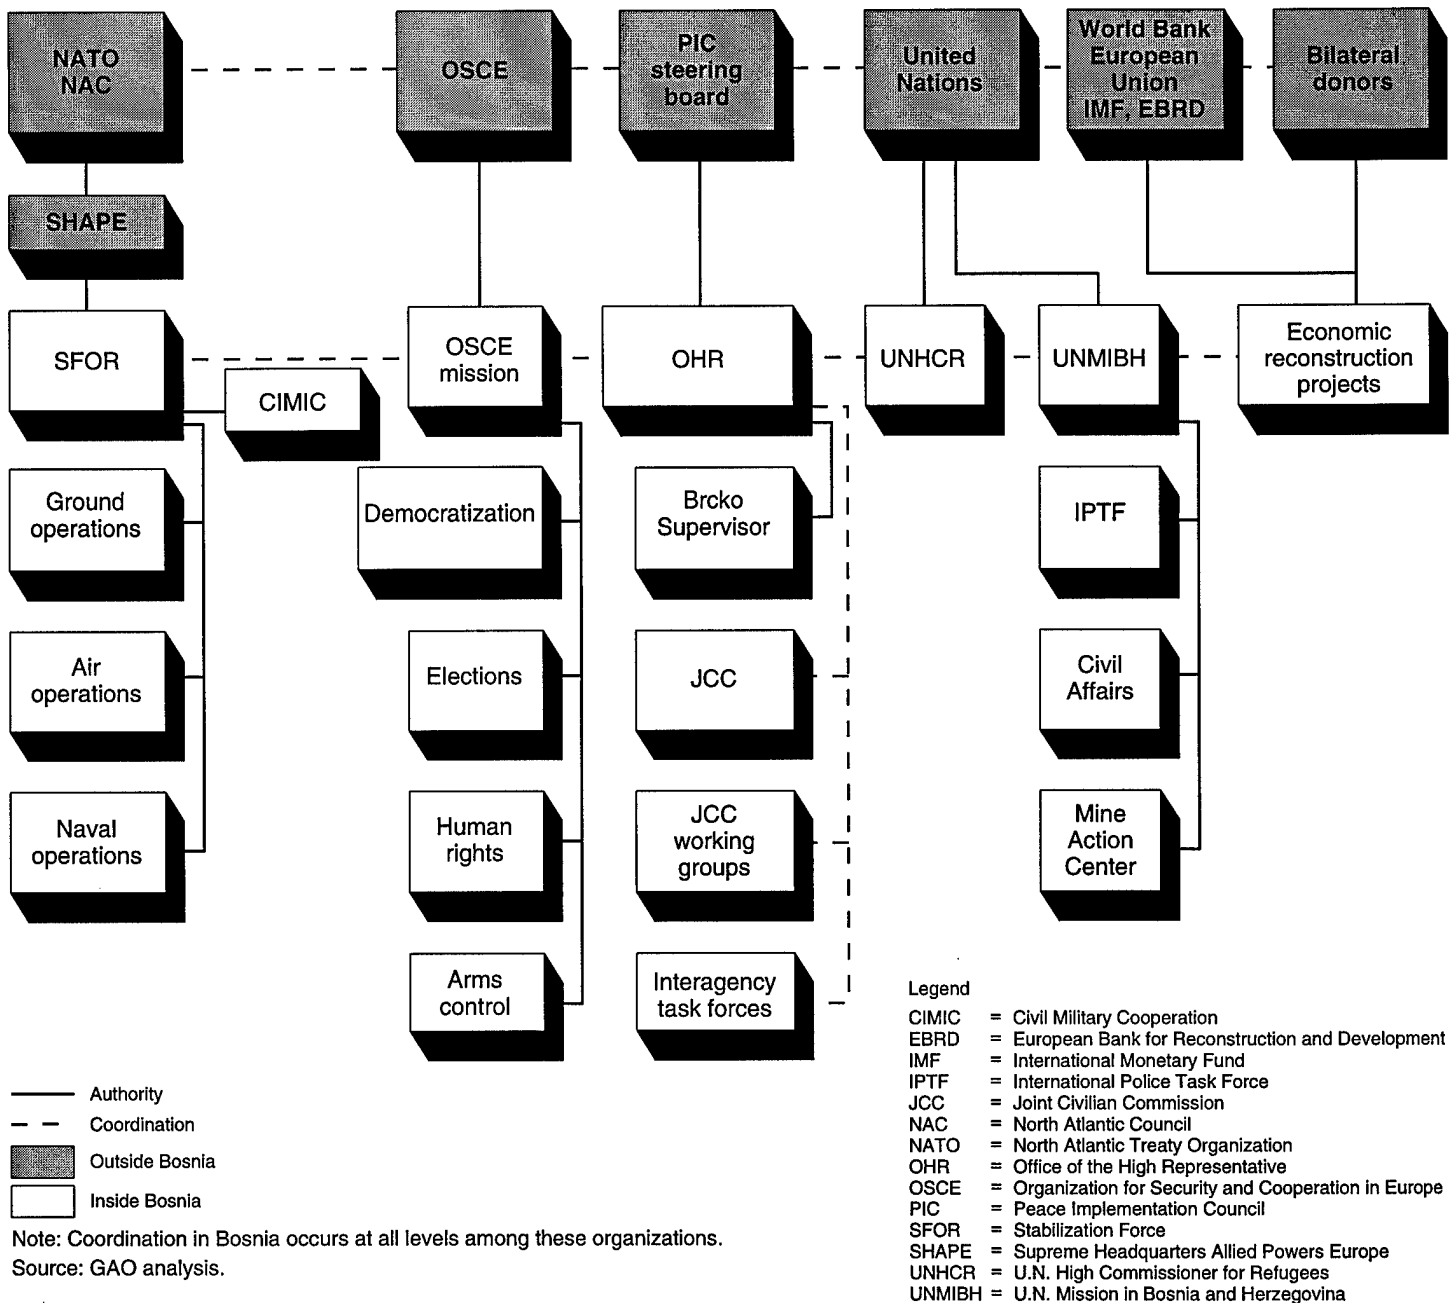 NATO
NAC
OSCE
PIC
steering
board
United
Nations
World Bank
European
Union
IMF, EBRD
Bilateral
donors
SHAPE
SFOR
CIMIC
OSCE
mission
OHR
UNHCR
UNMIBH
Economic
reconstruction
projects
Ground
operations
Democratization
Brcko
Supervisor
IPTF
Air
operations
Elections
JCC
Civil
Affairs
Naval
operations
Human
rights
JCC
working
groups
Mine
Action
Center
Arms
control
Interagency
task forces
Authority
Coordination
Outside Bosnia
Inside Bosnia
Note: Coordination in Bosnia occurs at all levels among these organizations.
Source: GAO analysis.
Legend
CIMIC = Civil Military Cooperation
EBRD = European Bank for Reconstruction and Development
IMF = International Monetary Fund
IPTF = International Police Task Force
JCC = Joint Civilian Commission
NAC = North Atlantic Council
NATO = North Atlantic Treaty Organization
OHR = Office of the High Representative
OSCE = Organization for Security and Cooperation in Europe
PIC = Peace Implementation Council
SFOR = Stabilization Force
SHAPE = Supreme Headquarters Allied Powers Europe
UNHCR = U.N. High Commissioner for Refugees
UNMIBH = U.N. Mission in Bosnia and Herzegovina